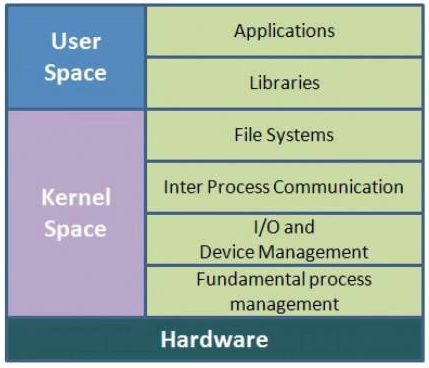 User
Space
Applications
Libraries
Kernel
Space
File Systems
Inter Process Communication
I/O and
Device Management
Fundamental process
management
Hardware